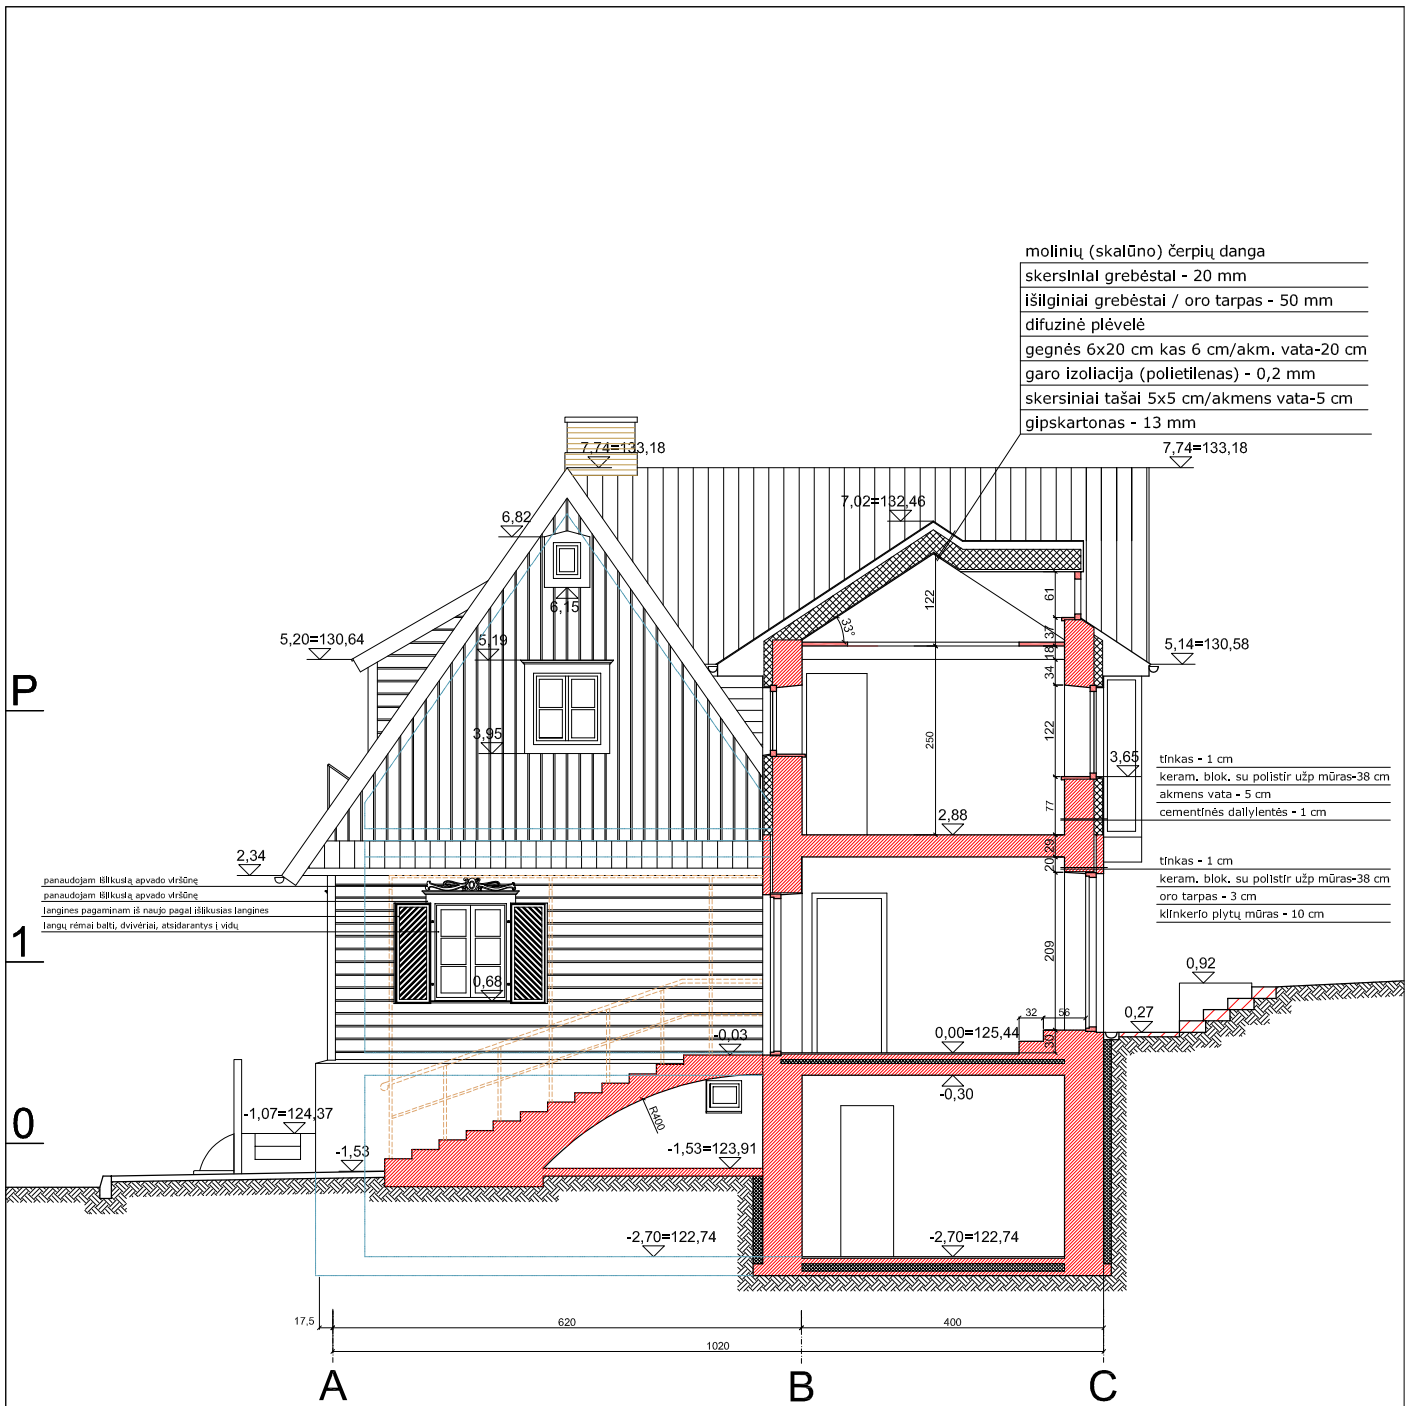 molinių (skalūno) čerpių danga
skersiniai grebėstai - 20 mm
išilginiai grebėstai / oro tarpas - 50 mm
difuzinė plėvelė
gegnės 6x20 cm kas 6 cm/akm. vata-20 cm
garo izoliacija (polietilenas) - 0,2 mm
skersiniai tašai 5x5 cm/akmens vata-5 cm
gipskartonas - 13 mm
7,74=133,18
7,74=133,18
7,02=132,46
6,82
6,15
122
61
33°
37
18
34
5,20=130,64
5,19
5,14=130,58
P
3,95
250
122
3,65
tinkas - 1 cm
keram. blok. su polistir užp mūras-38 cm
akmens vata - 5 cm
cementinės dailylentės - 1 cm
77
2,88
29
20
2,34
tinkas - 1 cm
keram. blok. su polistir užp mūras-38 cm
oro tarpas - 3 cm
klinkerio plytų mūras - 10 cm
panaudojam išlikusią apvado viršūnę
panaudojam išlikusią apvado viršūnę
langines pagaminam iš naujo pagal išlikusias langines
langų rėmai balti, dvivėriai, atsidarantys į vidų
1
209
0,92
0,68
32
56
0,27
-0,03
0,00=125,44
30
-0,30
R400
-1,07=124,37
0
-1,53
-1,53=123,91
-2,70=122,74
-2,70=122,74
17,5
620
400
1020
A
B
C